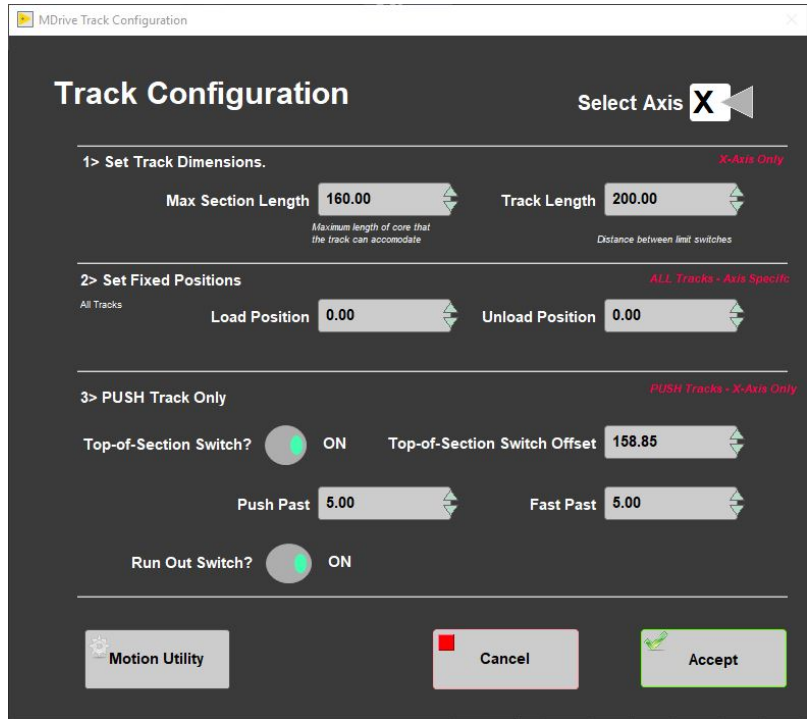 MDrive Track Configuration
Track Configuration
Select Axis X
1> Set Track Dimensions.
X-Axis Only
Max Section Length 160.00 Track Length 200.00
Maximum length of core that
the track can accomodate
Distance between limit switches
2> Set Fixed Positions
ALL Tracks - Axis Specifc
All Tracks
Load Position 0.00 Unload Position 0.00
3> PUSH Track Only
PUSH Tracks - X-Axis Only
Top-of-Section Switch? ON Top-of-Section Switch Offset 158.85
Push Past 5.00 Fast Past 5.00
Run Out Switch? ON
Motion Utility Cancel Accept